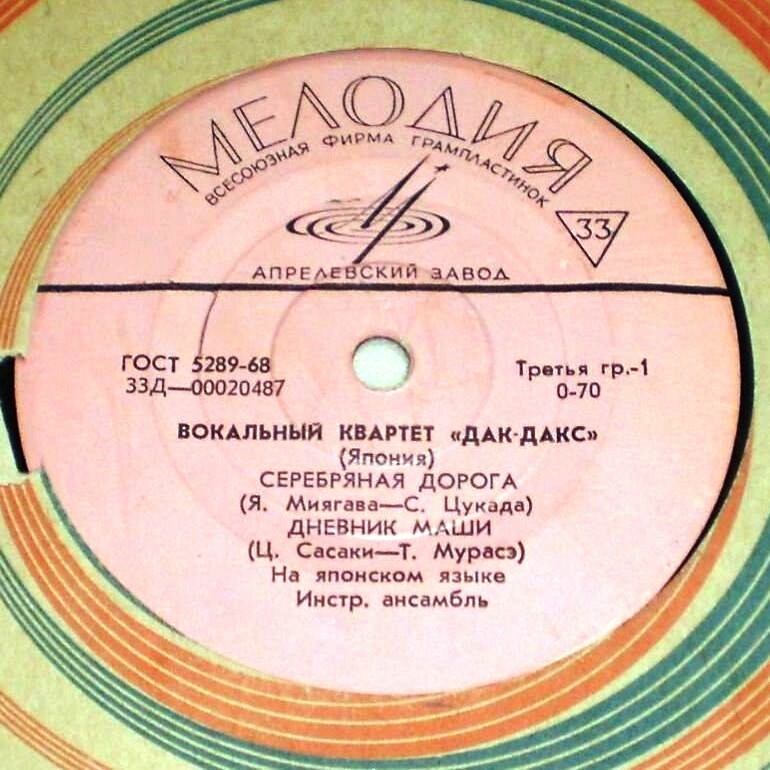 МЕЛОДИЯ
ВСЕСОЮЗНАЯ ФИРМА ГРАМПЛАСТИНОК
33
АПРЕЛЕВСКИЙ ЗАВОД
ГОСТ 5289-68
Третья гр.-1
33Д—00020487
0-70
ВОКАЛЬНЫЙ КВАРТЕТ «ДАК-ДАКС»
(Япония)
СЕРЕБРЯНАЯ ДОРОГА
(Я. Миягава—С. Цукада)
ДНЕВНИК МАШИ
(Ц. Сасаки—Т. Мурасэ)
На японском языке
Инстр. ансамбль